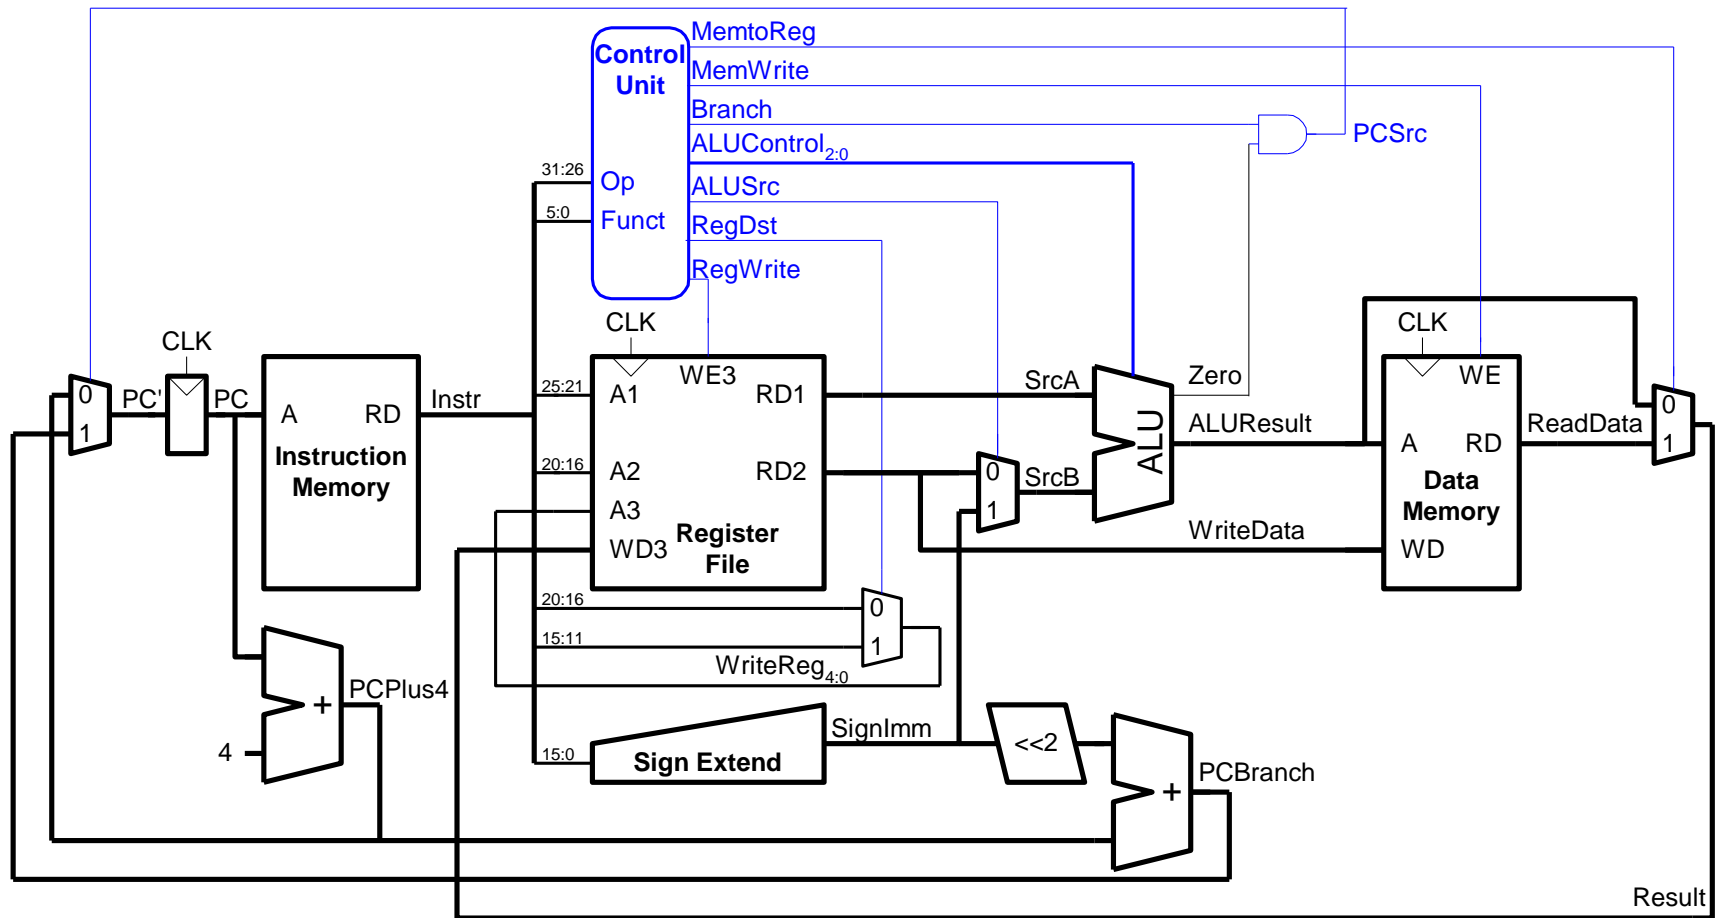 MemtoReg
Control
Unit
MemWrite
Branch
PCSrc
ALUControl2:0
31:26
Op
ALUSrc
5:0
Funct
RegDst
RegWrite
CLK
CLK
CLK
0
PC'
PC
1
A
RD
Instr
Instruction
Memory
25:21
A1
WE3
RD1
SrcA
Zero
WE
ALU
ALUResult
A
RD
ReadData
0
1
20:16
A2
RD2
0
SrcB
1
A3
Data
Memory
WD3
Register
File
WriteData
WD
20:16
0
15:11
1
WriteReg4:0
PCPlus4
+
4
15:0
Sign Extend
SignImm
<<2
PCBranch
+
Result